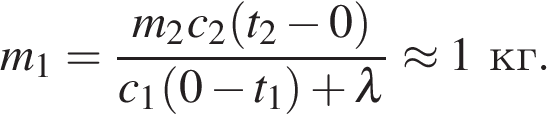 m₁ = m₂c₂(t₂ − 0) / c₁(0 − t₁) + λ ≈ 1 кг.